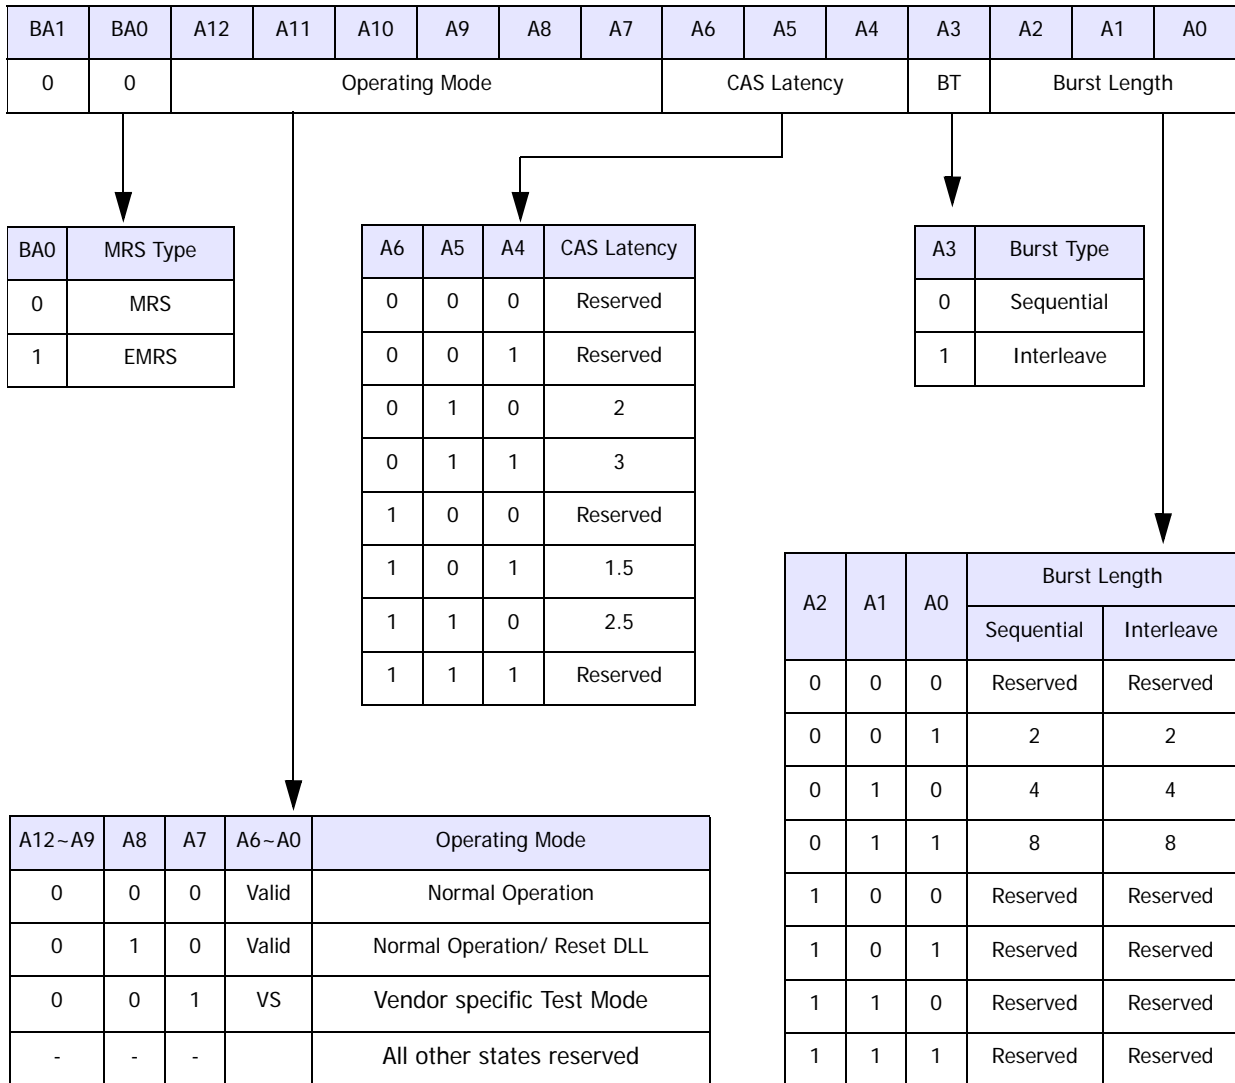 BA1 BA0 A12 A11 A10 A9 A8 A7 A6 A5 A4 A3 A2 A1 A0
0 0 Operating Mode CAS Latency BT Burst Length
BA0 MRS Type
0 MRS
1 EMRS
A6 A5 A4 CAS Latency
0 0 0 Reserved
0 0 1 Reserved
0 1 0 2
0 1 1 3
1 0 0 Reserved
1 0 1 1.5
1 1 0 2.5
1 1 1 Reserved
A3 Burst Type
0 Sequential
1 Interleave
A2 A1 A0 Burst Length
Sequential Interleave
0 0 0 Reserved Reserved
0 0 1 2 2
0 1 0 4 4
0 1 1 8 8
1 0 0 Reserved Reserved
1 0 1 Reserved Reserved
1 1 0 Reserved Reserved
1 1 1 Reserved Reserved
A12~A9 A8 A7 A6~A0 Operating Mode
0 0 0 Valid Normal Operation
0 1 0 Valid Normal Operation/ Reset DLL
0 0 1 VS Vendor specific Test Mode
- - - All other states reserved